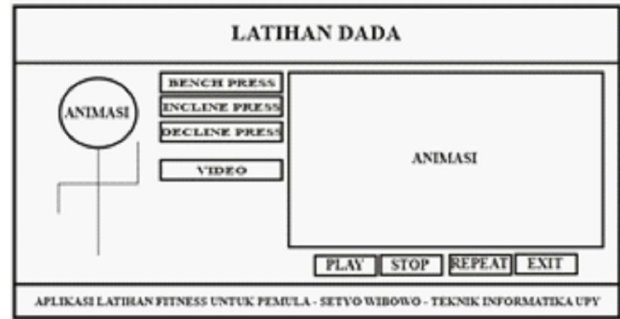 LATIHAN DADA
ANIMASI
BENCH PRESS
INCLINE PRESS
DECLINE PRESS
VIDEO
ANIMASI
PLAY STOP REPEAT EXIT
APLIKASI LATIHAN FITNESS UNTUK PEMULA - SETYO WIBOWO - TEKNIK INFORMATIKA UPY